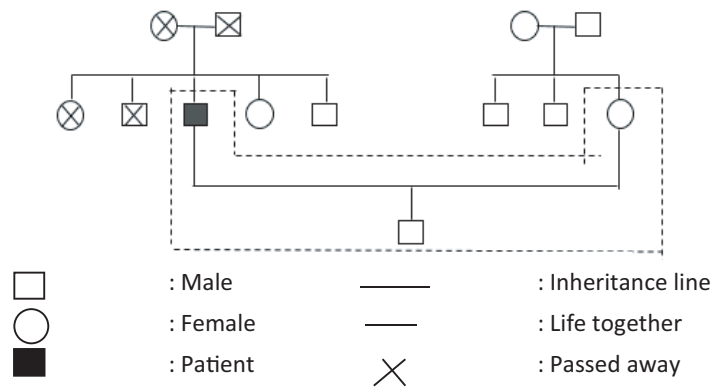 : Male : Inheritance line
: Female : Life together
: Patient : Passed away